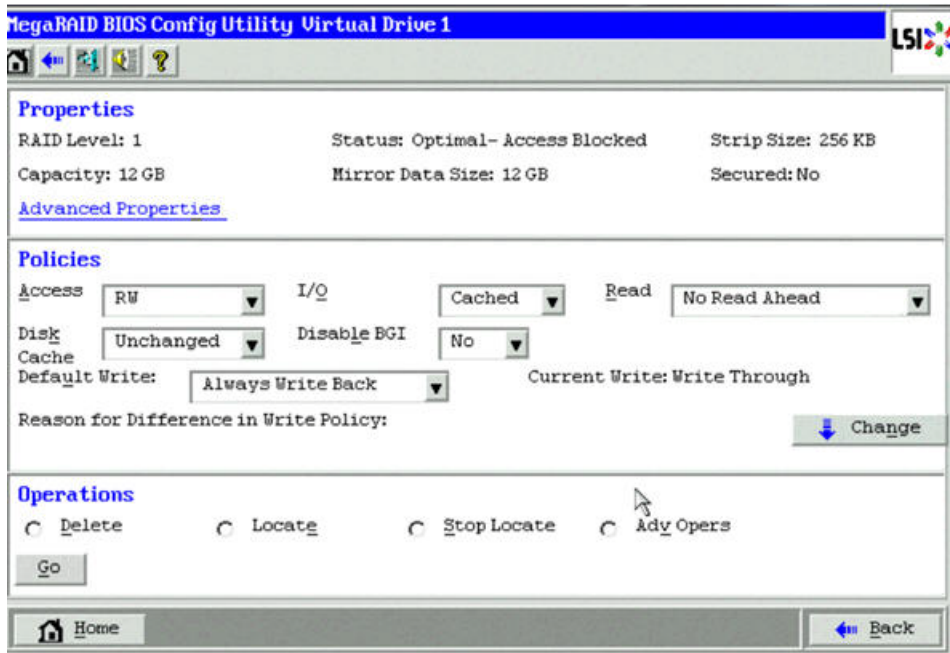 MegaRAID BIOS Config Utility Virtual Drive 1
LSI
Properties
RAID Level: 1 Status: Optimal- Access Blocked Strip Size: 256 KB
Capacity: 12 GB Mirror Data Size: 12 GB Secured: No
Advanced Properties
Policies
Access RW I/O Cached Read No Read Ahead
Disk Cache Unchanged Disable BGI No
Default Write: Always Write Back Current Write: Write Through
Reason for Difference in Write Policy:
Change
Operations
Delete Locate Stop Locate Adv Opers
Go
Home Back